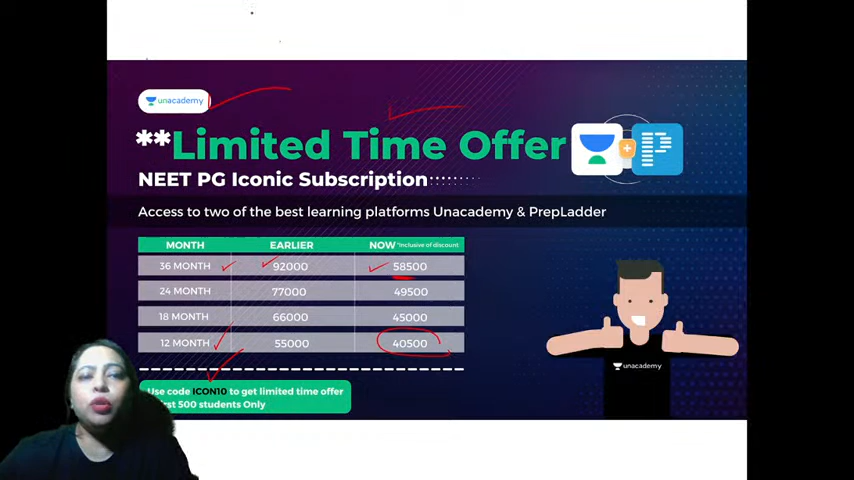 unacademy
**Limited Time Offer
NEET PG Iconic Subscription
Access to two of the best learning platforms Unacademy & PrepLadder
MONTH EARLIER NOW *Inclusive of discount
36 MONTH 92000 58500
24 MONTH 77000 49500
18 MONTH 66000 45000
12 MONTH 55000 40500
unacademy
Use code ICON10 to get limited time offer
500 students Only